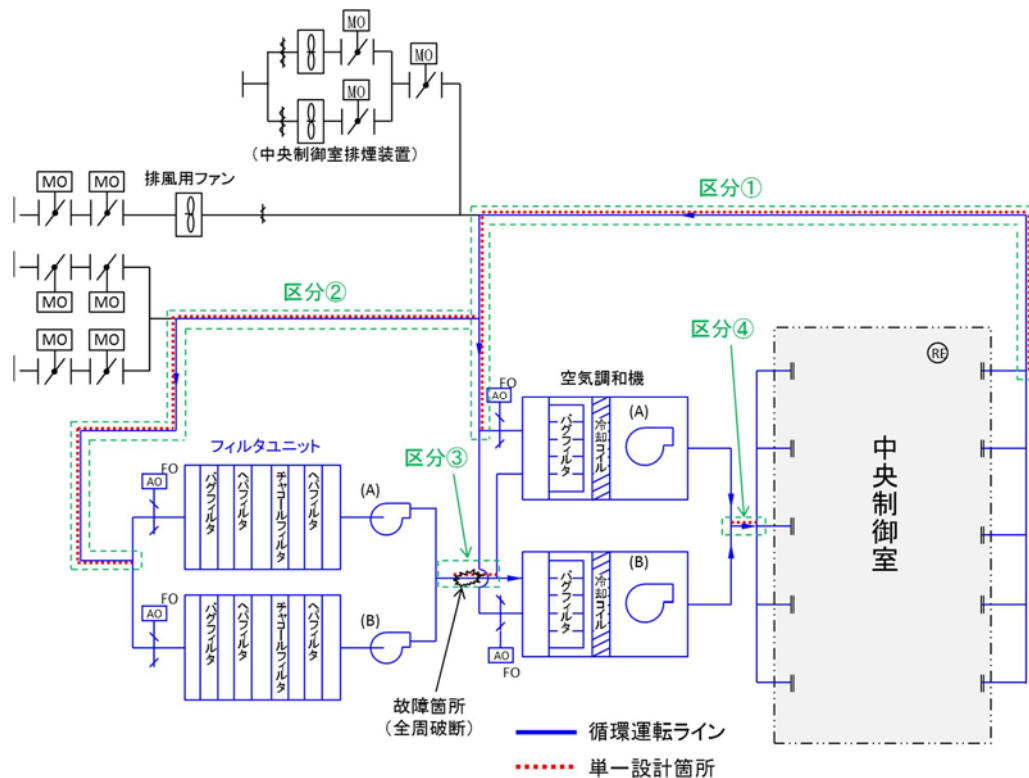 MO
MO
MO
MO
(中央制御室排煙装置)
MO
MO
排風用ファン
区分①
MO
MO
MO
MO
区分②
区分④
RE
FO
AO
空気調和機
(A)
バグフィルタ
冷却コイル
中央制御室
フィルタユニット
区分③
FO
AO
バグフィルタ
ヘパフィルタ
チャコールフィルタ
ヘパフィルタ
(A)
(B)
バグフィルタ
冷却コイル
FO
AO
バグフィルタ
ヘパフィルタ
チャコールフィルタ
ヘパフィルタ
(B)
AO
FO
故障箇所
(全周破断)
循環運転ライン
単一設計箇所